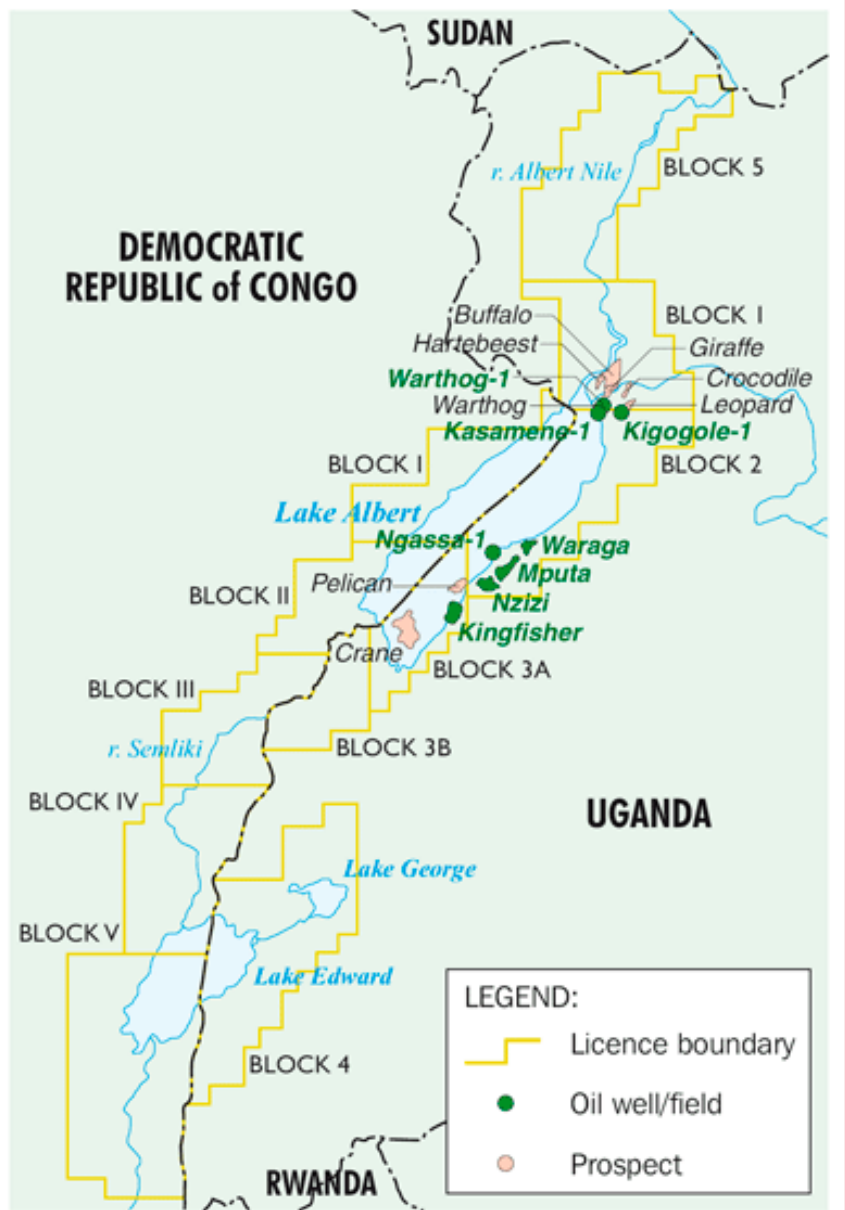 SUDAN
r. Albert Nile
BLOCK 5
DEMOCRATIC
REPUBLIC of CONGO
Buffalo
BLOCK I
Hartebeest
Giraffe
Warthog-1
Crocodile
Warthog
Leopard
Kasamene-1
Kigogole-1
BLOCK I
BLOCK 2
Lake Albert
Ngassa-1
Waraga
Mputa
Pelican
Nzizi
BLOCK II
Kingfisher
Crane
BLOCK 3A
BLOCK III
r. Semliki
BLOCK 3B
BLOCK IV
UGANDA
Lake George
BLOCK V
Lake Edward
LEGEND:
Licence boundary
BLOCK 4
Oil well/field
Prospect
RWANDA